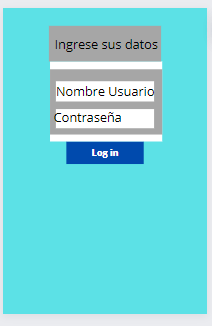 Ingrese sus datos
Nombre Usuario
Contraseña
Log in